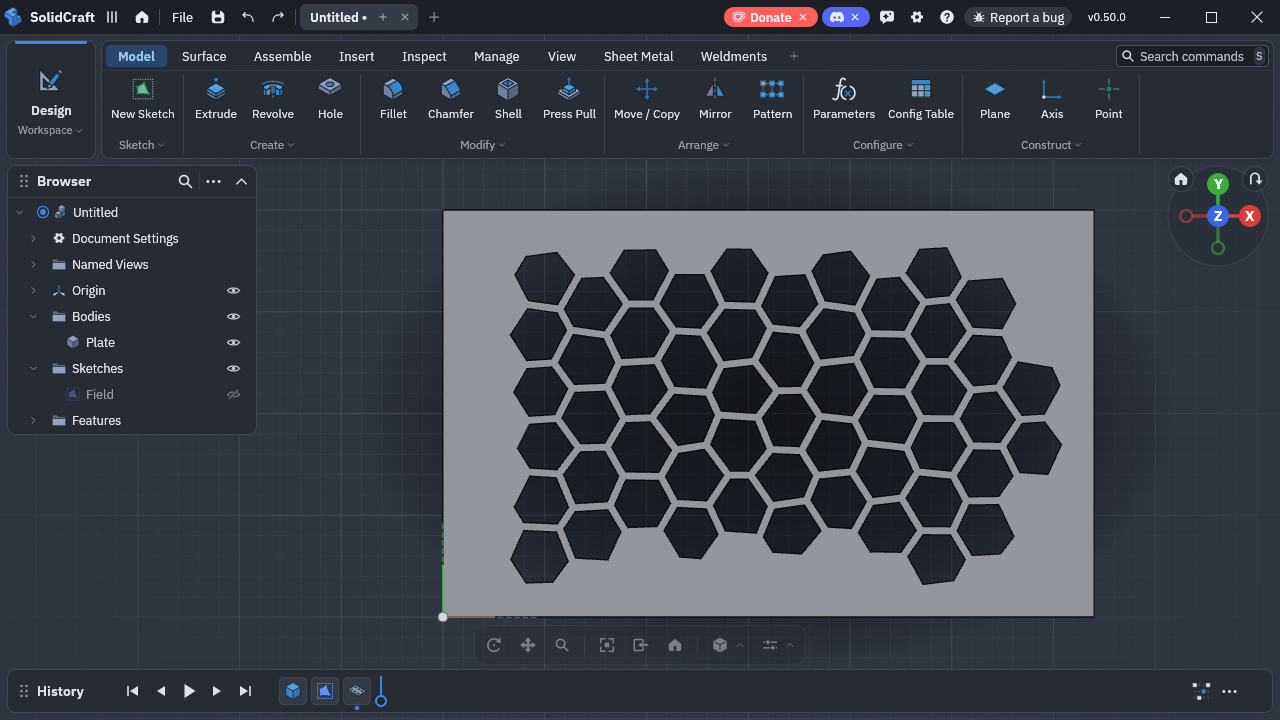 SolidCraft
File
Untitled •
Donate
Report a bug
v0.50.0
Design
Workspace
Model
Surface
Assemble
Insert
Inspect
Manage
View
Sheet Metal
Weldments
Search commands
S
New Sketch
Extrude
Revolve
Hole
Fillet
Chamfer
Shell
Press Pull
Move / Copy
Mirror
Pattern
Parameters
Config Table
Plane
Axis
Point
Sketch
Create
Modify
Arrange
Configure
Construct
Browser
Untitled
Document Settings
Named Views
Origin
Bodies
Plate
Sketches
Field
Features
Y
Z
X
History